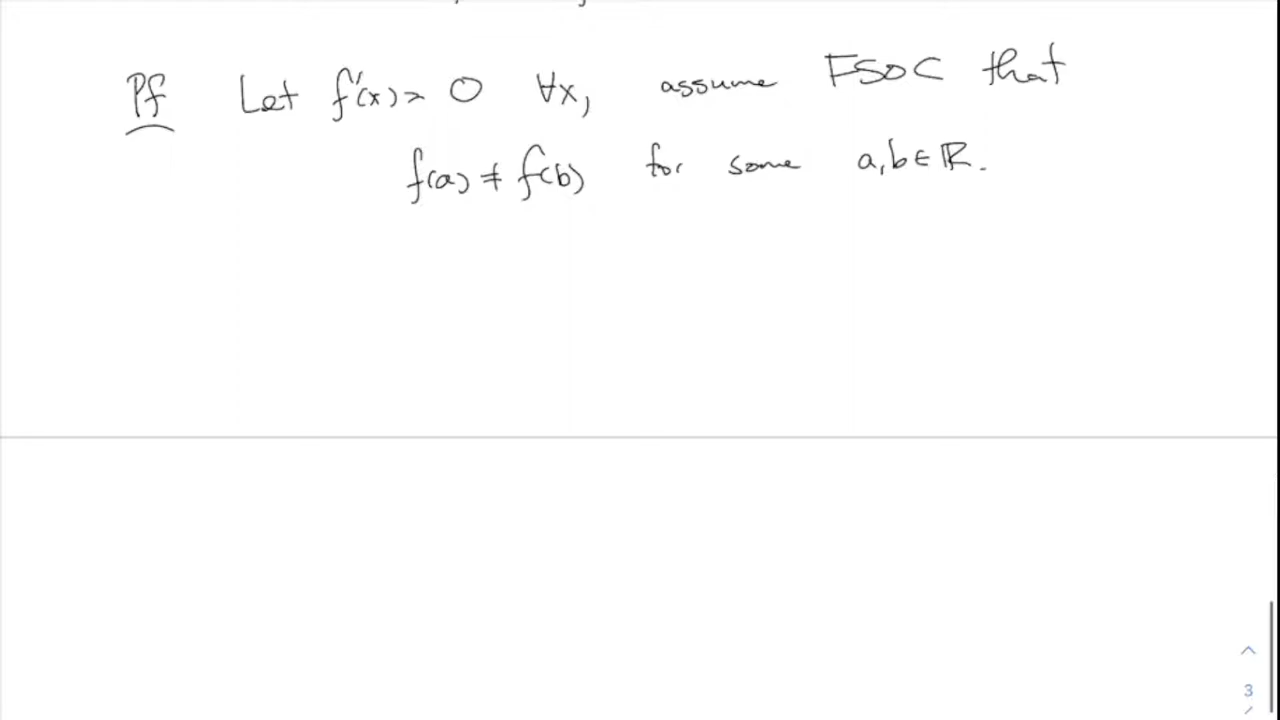 Pf Let f'(x) = 0 ∀x, assume FSOC that
f(a) ≠ f(b) for some a, b ∈ ℝ.
3